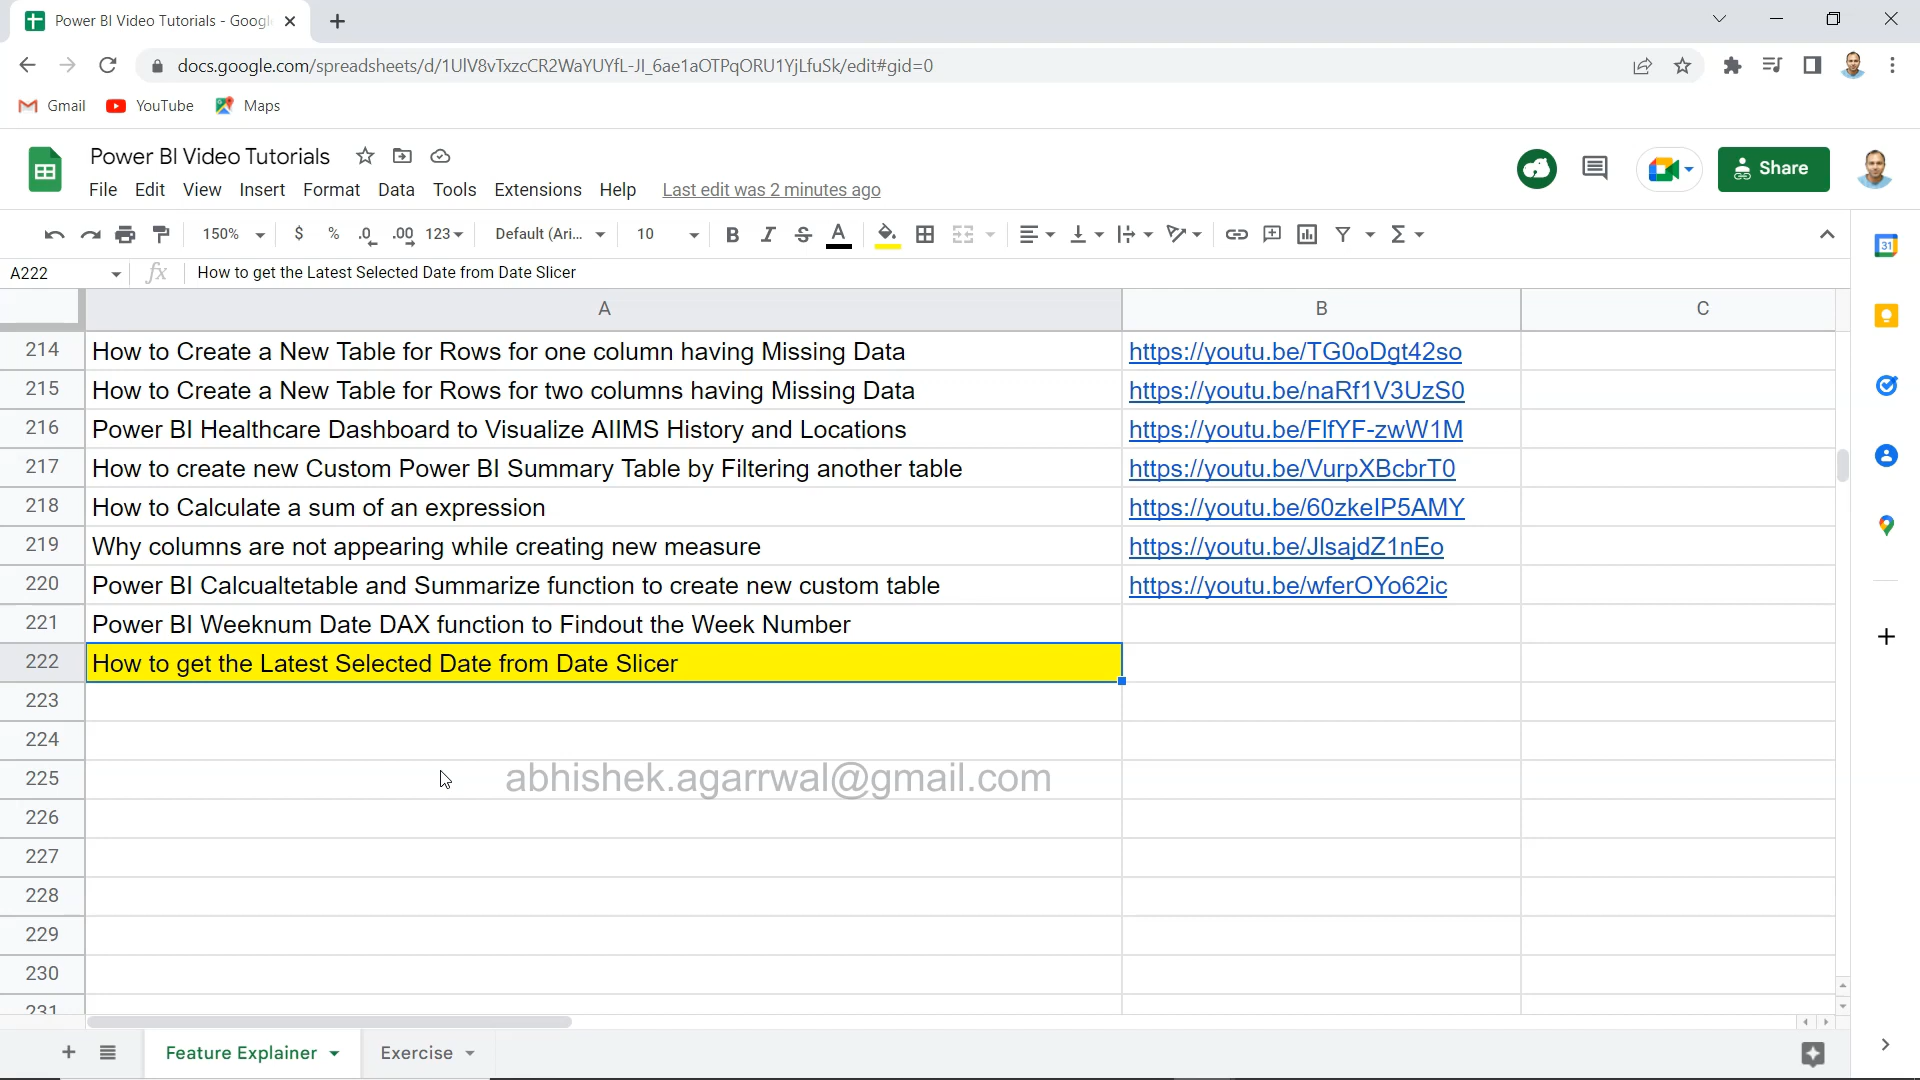 Power BI Video Tutorials - Googl
docs.google.com/spreadsheets/d/1UlV8vTxzcCR2WaYUYfL-JI_6ae1aOTPqORU1YjLfuSk/edit#gid=0
Gmail YouTube Maps
Power BI Video Tutorials
Share
File Edit View Insert Format Data Tools Extensions Help Last edit was 2 minutes ago
150% $ % .0 .00 123 Default (Ari... 10 B I S A
31
A222 fx How to get the Latest Selected Date from Date Slicer
A B C
214 How to Create a New Table for Rows for one column having Missing Data https://youtu.be/TG0oDgt42so
215 How to Create a New Table for Rows for two columns having Missing Data https://youtu.be/naRf1V3UzS0
216 Power BI Healthcare Dashboard to Visualize AIIMS History and Locations https://youtu.be/FlfYF-zwW1M
217 How to create new Custom Power BI Summary Table by Filtering another table https://youtu.be/VurpXBcbrT0
218 How to Calculate a sum of an expression https://youtu.be/60zkelP5AMY
219 Why columns are not appearing while creating new measure https://youtu.be/JlsajdZ1nEo
220 Power BI Calcualtetable and Summarize function to create new custom table https://youtu.be/wferOYo62ic
221 Power BI Weeknum Date DAX function to Findout the Week Number
222 How to get the Latest Selected Date from Date Slicer
223
224
225 abhishek.agarrwal@gmail.com
226
227
228
229
230
231
Feature Explainer Exercise